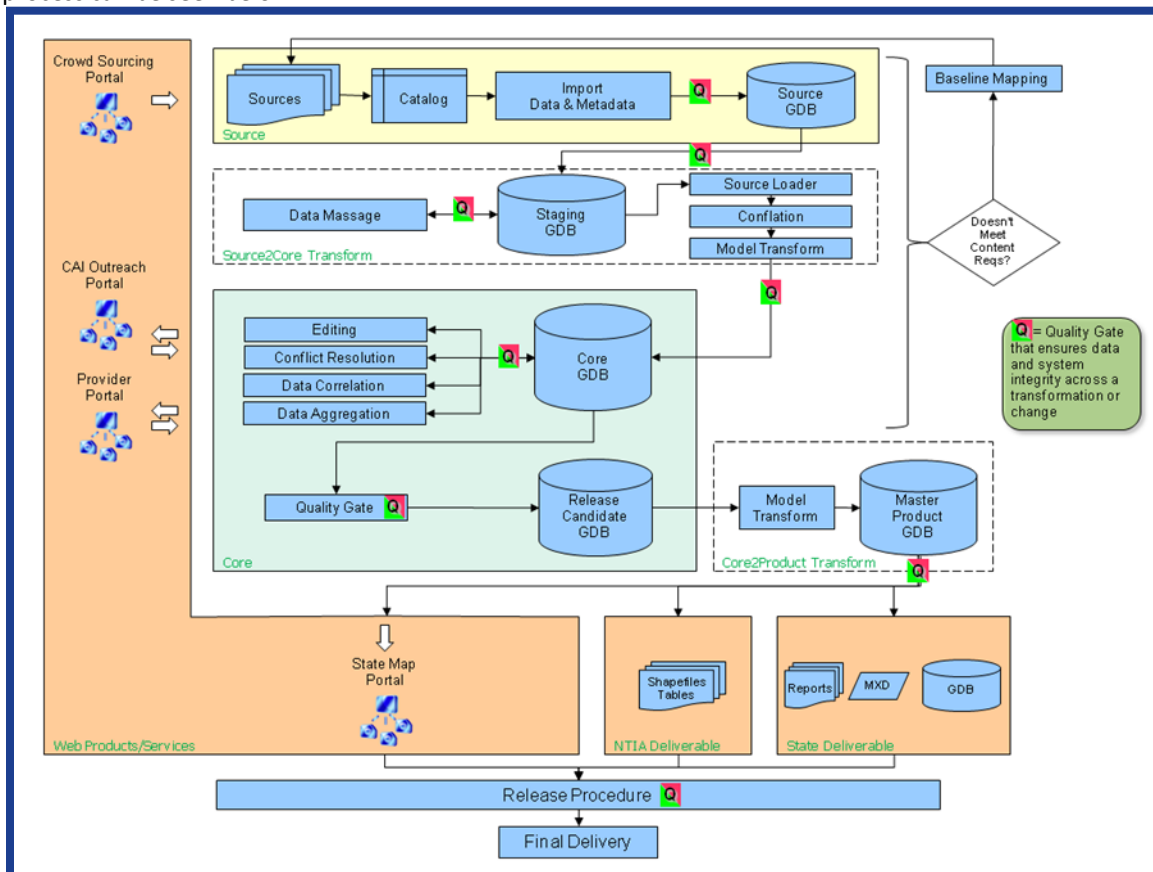 Crowd Sourcing
Portal
Sources
Catalog
Import
Data & Metadata
Q
Source
GDB
Source
Baseline Mapping
Q
Data Massage
Q
Staging
GDB
Source Loader
Conflation
Model Transform
Source2Core Transform
Doesn't
Meet
Content
Reqs?
Q
CAI Outreach
Portal
Provider
Portal
Editing
Conflict Resolution
Data Correlation
Data Aggregation
Q
Core
GDB
Q = Quality Gate
that ensures data
and system
integrity across a
transformation or
change
Quality Gate Q
Release
Candidate
GDB
Core
Model
Transform
Master
Product
GDB
Core2Product Transform
Q
State Map
Portal
Web Products/Services
Shapefiles
Tables
NTIA Deliverable
Reports
MXD
GDB
State Deliverable
Release Procedure Q
Final Delivery